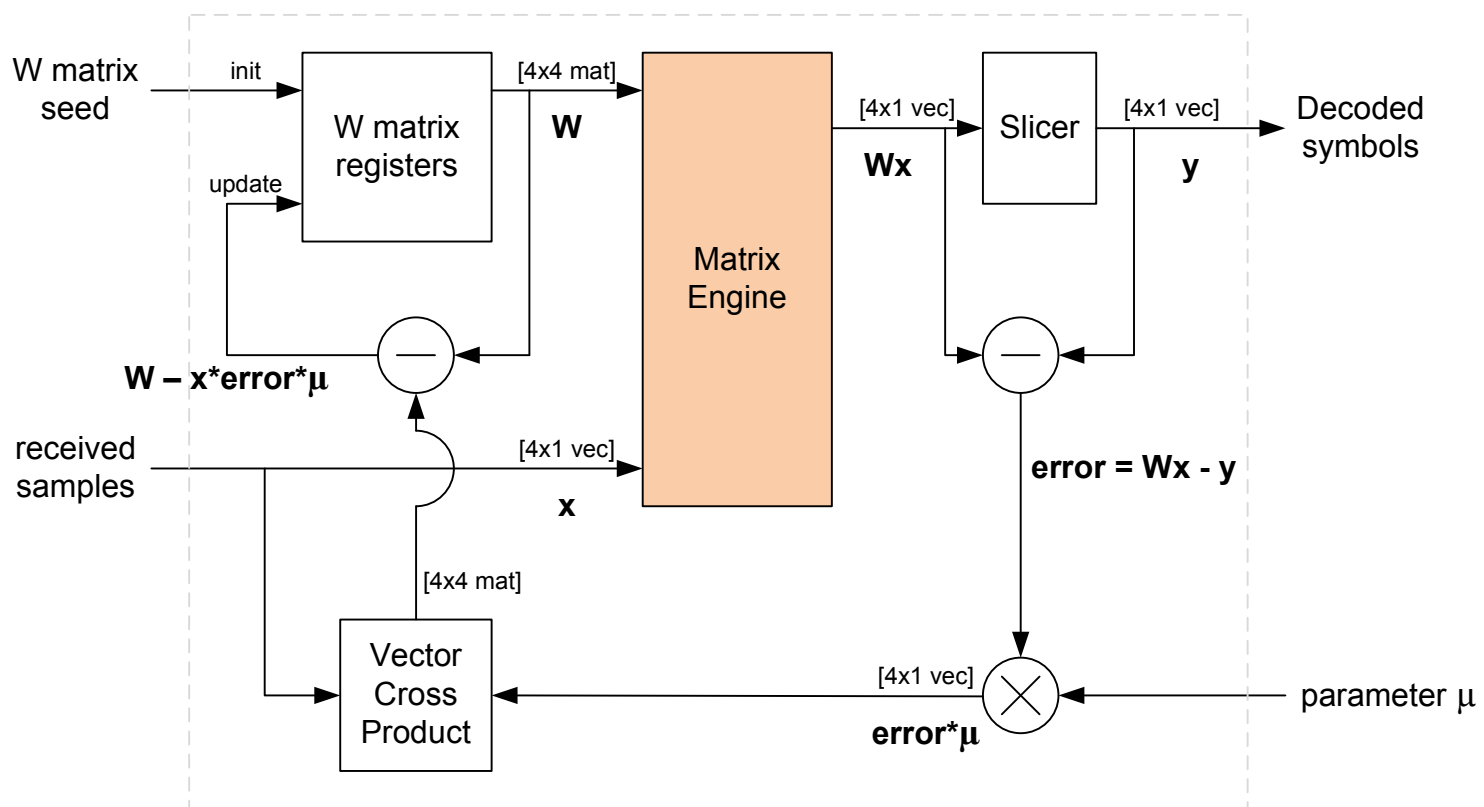 W matrix
seed
init
W matrix
registers
update
[4x4 mat]
W
Matrix
Engine
[4x1 vec]
Wx
Slicer
[4x1 vec]
y
Decoded
symbols
W – x*error*μ
received
samples
[4x1 vec]
x
error = Wx - y
[4x4 mat]
Vector
Cross
Product
[4x1 vec]
error*μ
parameter μ